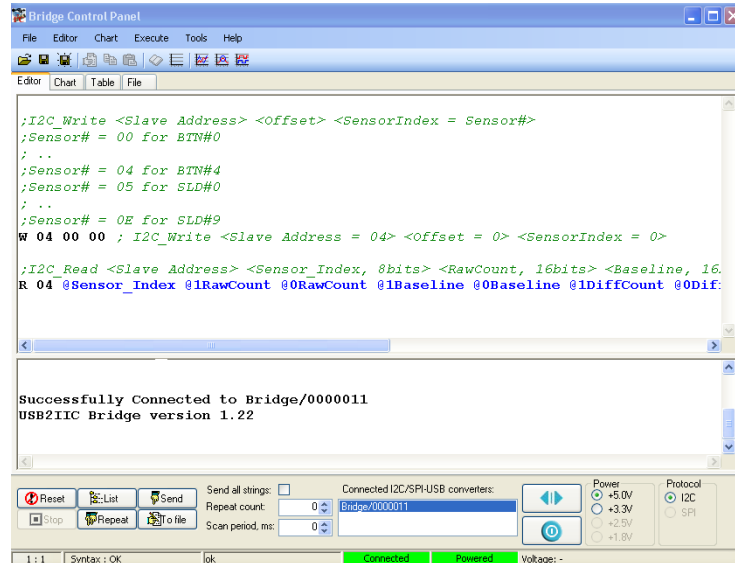 Bridge Control Panel
File Editor Chart Execute Tools Help
Editor Chart Table File
;I2C_Write <Slave Address> <Offset> <SensorIndex = Sensor#>
;Sensor# = 00 for BTN#0
; ..
;Sensor# = 04 for BTN#4
;Sensor# = 05 for SLD#0
; ..
;Sensor# = 0E for SLD#9
W 04 00 00 ; I2C_Write <Slave Address = 04> <Offset = 0> <SensorIndex = 0>
;I2C_Read <Slave Address> <Sensor_Index, 8bits> <RawCount, 16bits> <Baseline, 16
R 04 @Sensor_Index @1RawCount @0RawCount @1Baseline @0Baseline @1DiffCount @0Dif
Successfully Connected to Bridge/0000011
USB2IIC Bridge version 1.22
Reset List Send
Stop Repeat To file
Send all strings:
Repeat count: 0
Scan period, ms: 0
Connected I2C/SPI-USB converters:
Bridge/0000011
Power
+5.0V
+3.3V
+2.5V
+1.8V
Protocol
I2C
SPI
1 : 1 Syntax : OK ok Connected Powered Voltage: -